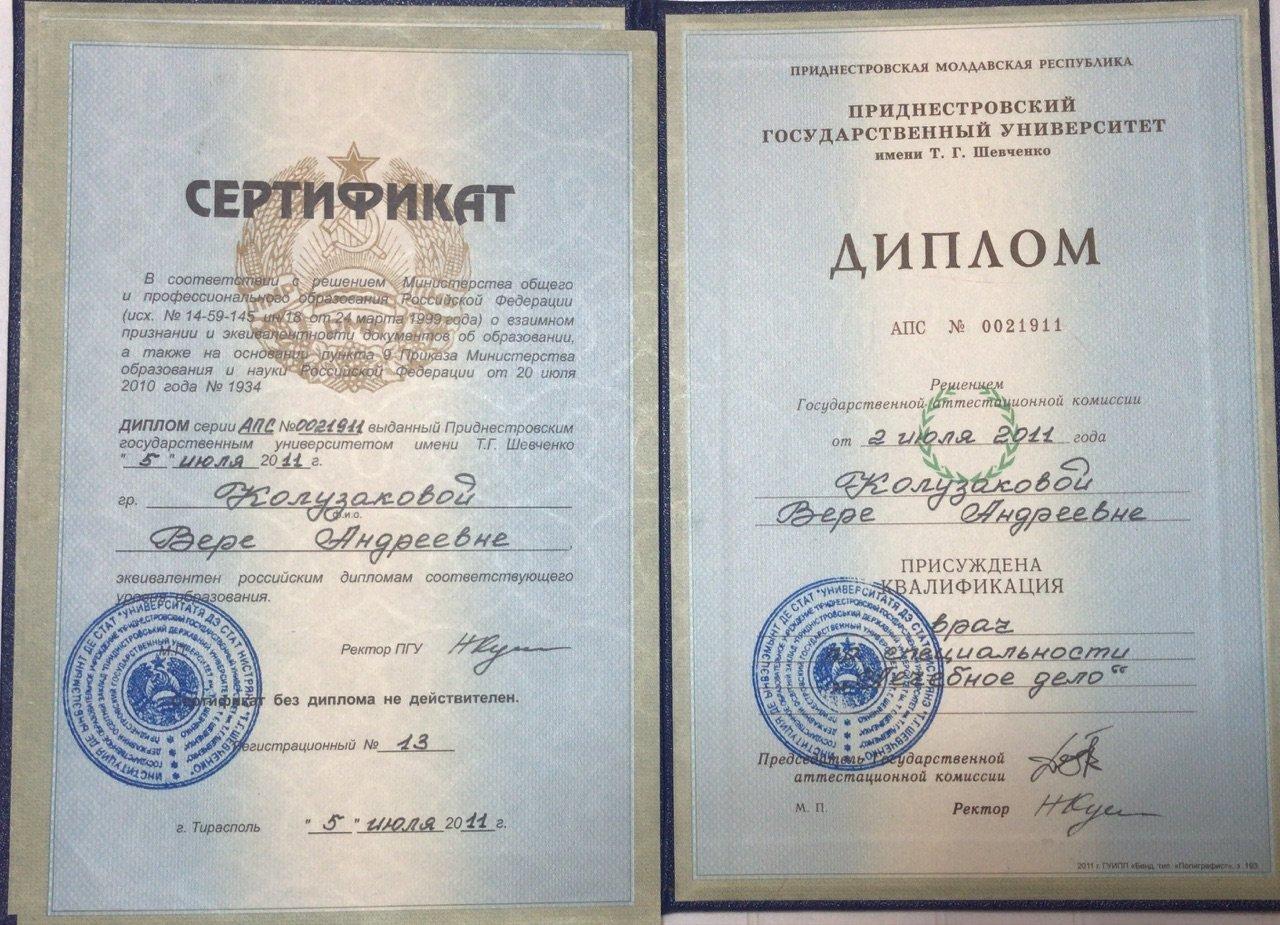 СЕРТИФИКАТ
В соответствии с решением Министерства общего
и профессионального образования Российской Федерации
(исх. № 14-59-145 ин/18 от 24 марта 1999 года) о взаимном
признании и эквивалентности документов об образовании,
а также на основании пункта 9 Приказа Министерства
образования и науки Российской Федерации от 20 июля
2010 года № 1934
ДИПЛОМ серии АПС №0021911 выданный Приднестровским
государственным университетом имени Т.Г. Шевченко
"5" июля 2011 г.
гр. Колузаковой
Ф.И.О.
Вере Андреевне,
эквивалентен российским дипломам соответствующего
уровня образования.
М.П.
Ректор ПГУ
Сертификат без диплома не действителен.
Регистрационный № 13
г. Тирасполь "5" июля 2011 г.
ПРИДНЕСТРОВСКАЯ МОЛДАВСКАЯ РЕСПУБЛИКА
ПРИДНЕСТРОВСКИЙ
ГОСУДАРСТВЕННЫЙ УНИВЕРСИТЕТ
имени Т. Г. Шевченко
ДИПЛОМ
АПС № 0021911
Решением
Государственной аттестационной комиссии
от 2 июля 2011 года
Колузаковой
Вере Андреевне
ПРИСУЖДЕНА
КВАЛИФИКАЦИЯ
врач
по специальности
"Лечебное дело"
Председатель Государственной
аттестационной комиссии
М. П.
Ректор
2011 г. ГУИПП «Бенд. тип. «Полиграфист», з. 193